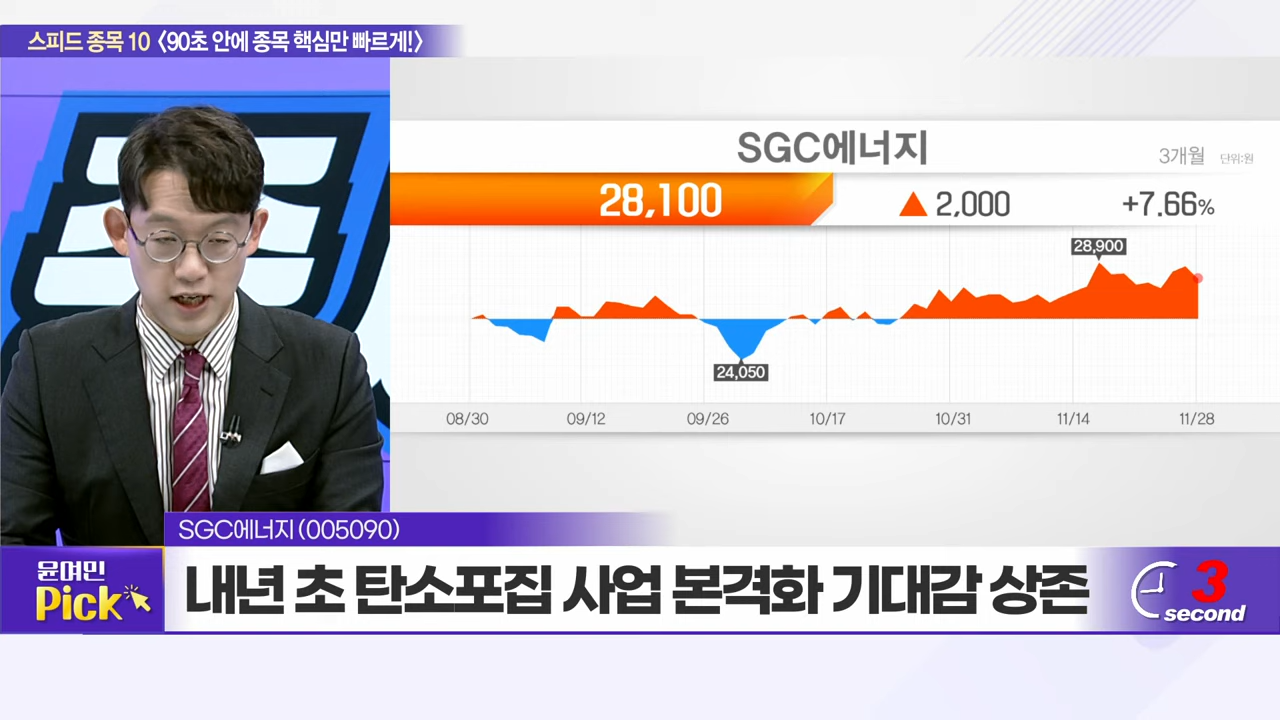 스피드 종목 10 〈90초 안에 종목 핵심만 빠르게!〉
SGC에너지
3개월 단위:원
28,100 ▲ 2,000 +7.66%
28,900
24,050
08/30 09/12 09/26 10/17 10/31 11/14 11/28
SGC에너지(005090)
윤여민
Pick
내년 초 탄소포집 사업 본격화 기대감 상존
3
second